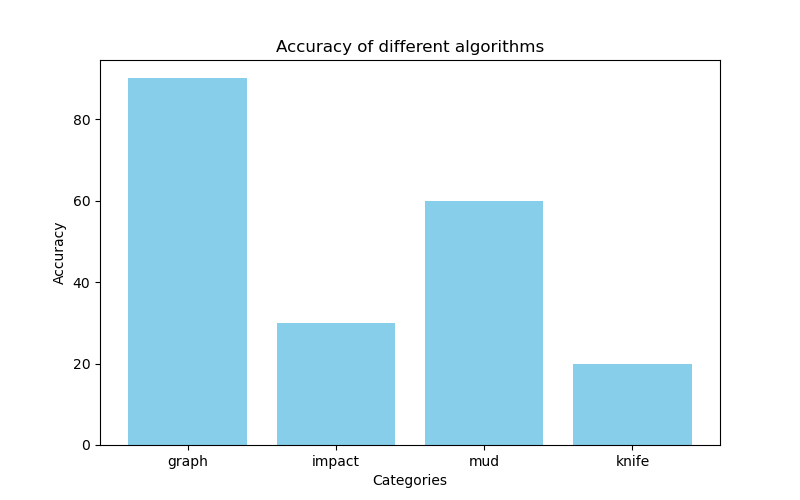 Accuracy of different algorithms
Accuracy
80
60
40
20
0
graph impact mud knife
Categories